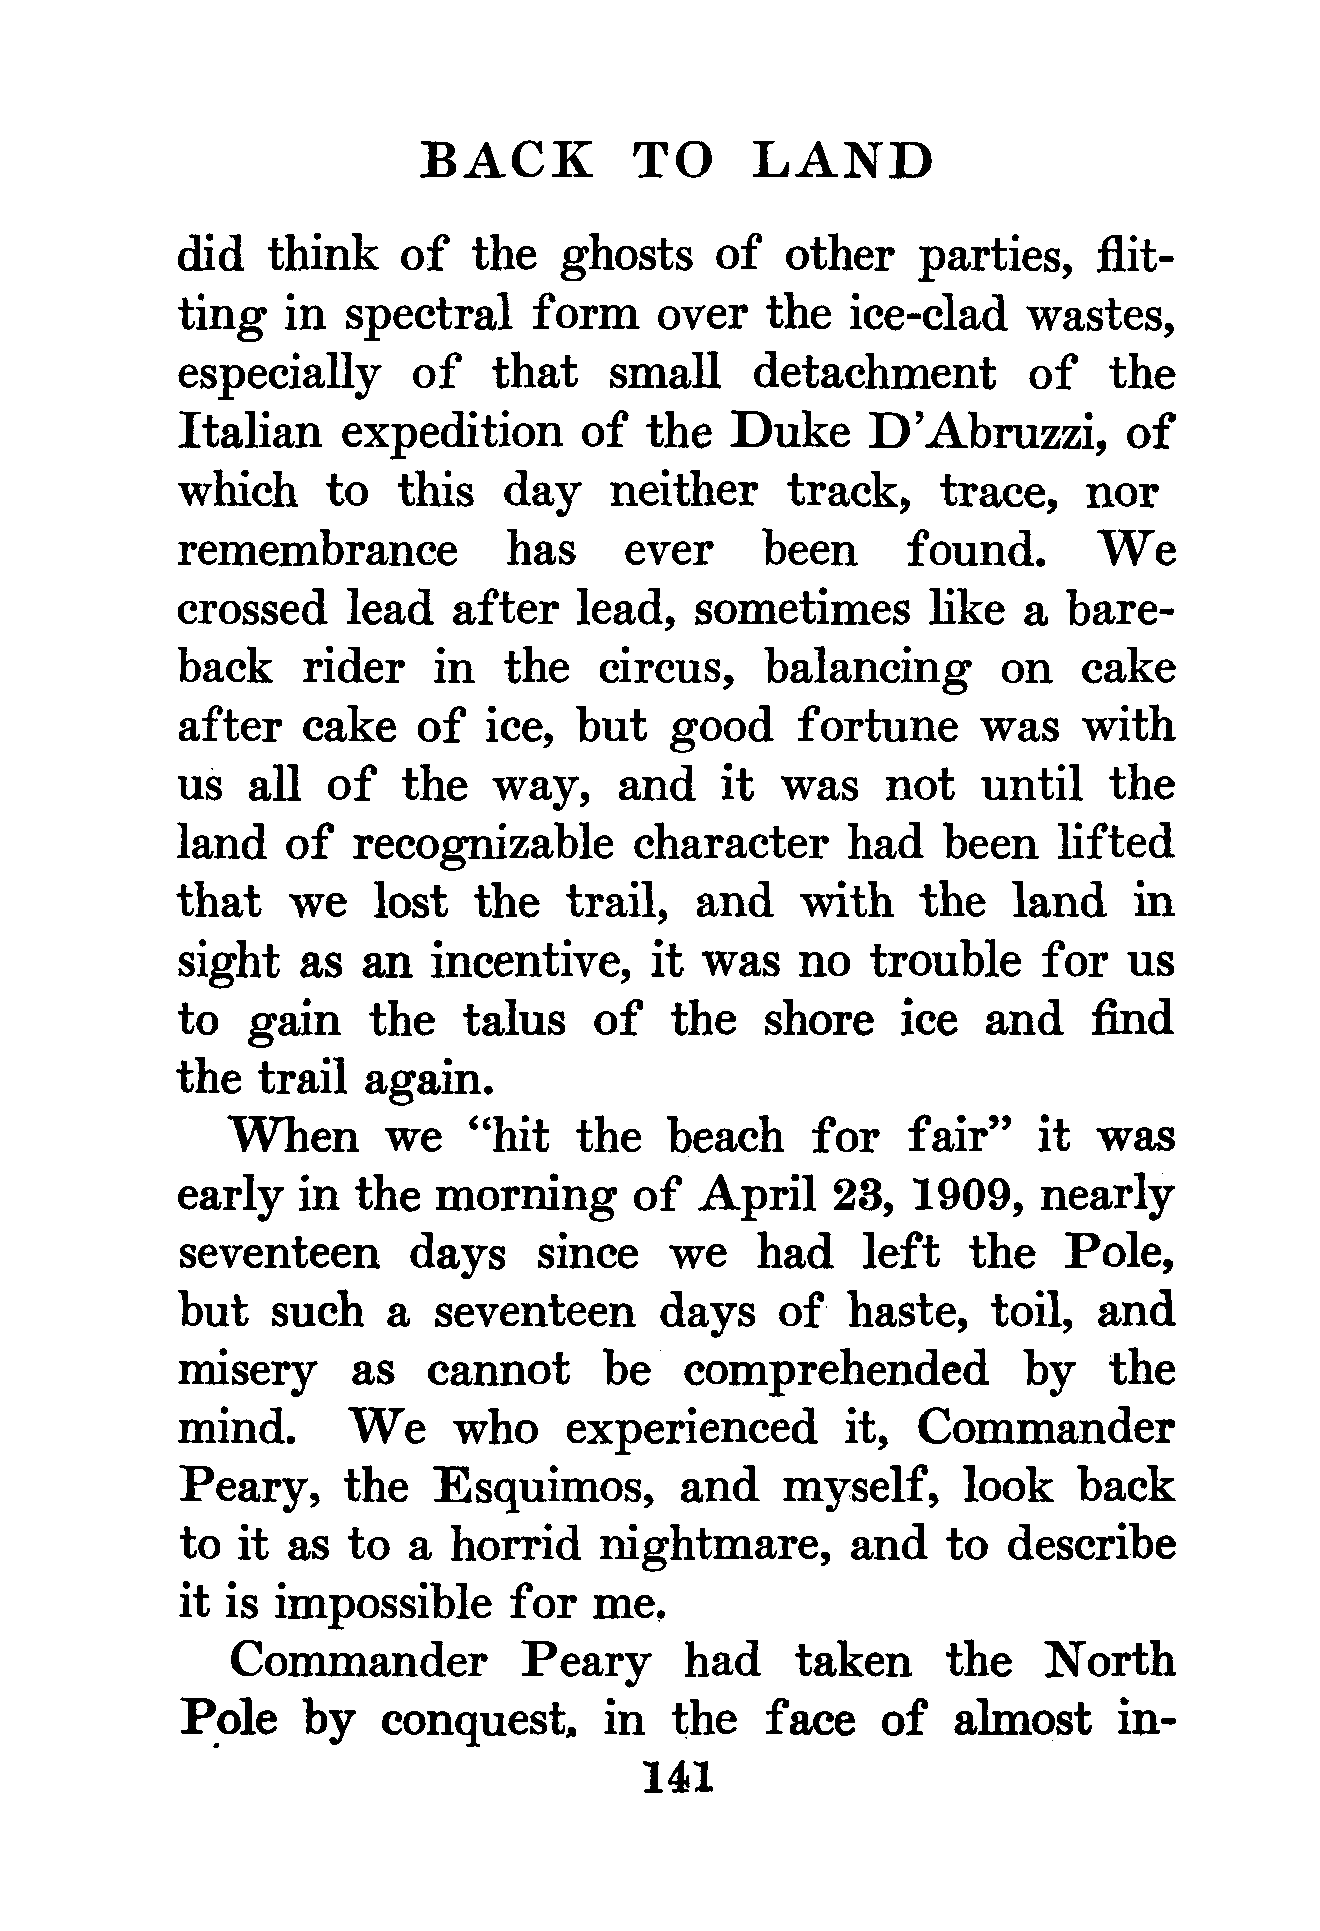 BACK TO LAND
did think of the ghosts of other parties, flit-
ting in spectral form over the ice-clad wastes,
especially of that small detachment of the
Italian expedition of the Duke D'Abruzzi, of
which to this day neither track, trace, nor
remembrance has ever been found. We
crossed lead after lead, sometimes like a bare-
back rider in the circus, balancing on cake
after cake of ice, but good fortune was with
us all of the way, and it was not until the
land of recognizable character had been lifted
that we lost the trail, and with the land in
sight as an incentive, it was no trouble for us
to gain the talus of the shore ice and find
the trail again.
When we "hit the beach for fair" it was
early in the morning of April 23, 1909, nearly
seventeen days since we had left the Pole,
but such a seventeen days of haste, toil, and
misery as cannot be comprehended by the
mind. We who experienced it, Commander
Peary, the Esquimos, and myself, look back
to it as to a horrid nightmare, and to describe
it is impossible for me.
Commander Peary had taken the North
Pole by conquest, in the face of almost in-
141